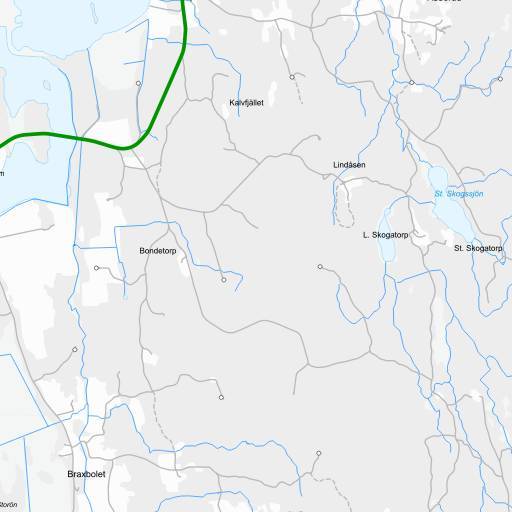 Kalvfjället
Lindåsen
St. Skogssjön
L. Skogatorp
St. Skogatorp
Bondetorp
Braxbolet